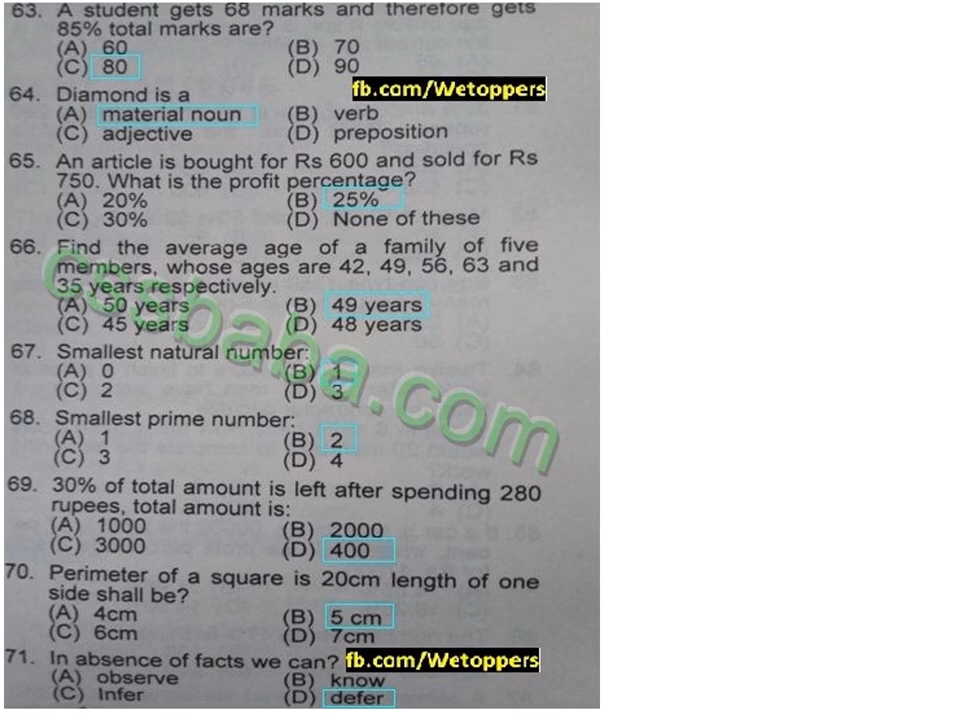 63. A student gets 68 marks and therefore gets
85% total marks are?
(A) 60 (B) 70
(C) 80 (D) 90
fb.com/Wetoppers
64. Diamond is a
(A) material noun (B) verb
(C) adjective (D) preposition
65. An article is bought for Rs 600 and sold for Rs
750. What is the profit percentage?
(A) 20% (B) 25%
(C) 30% (D) None of these
66. Find the average age of a family of five
members, whose ages are 42, 49, 56, 63 and
35 years respectively.
(A) 50 years (B) 49 years
(C) 45 years (D) 48 years
67. Smallest natural number:
(A) 0 (B) 1
(C) 2 (D) 3
68. Smallest prime number:
(A) 1 (B) 2
(C) 3 (D) 4
69. 30% of total amount is left after spending 280
rupees, total amount is:
(A) 1000 (B) 2000
(C) 3000 (D) 400
70. Perimeter of a square is 20cm length of one
side shall be?
(A) 4cm (B) 5 cm
(C) 6cm (D) 7cm
71. In absence of facts we can? fb.com/Wetoppers
(A) observe (B) know
(C) Infer (D) defer
cssbaba.com